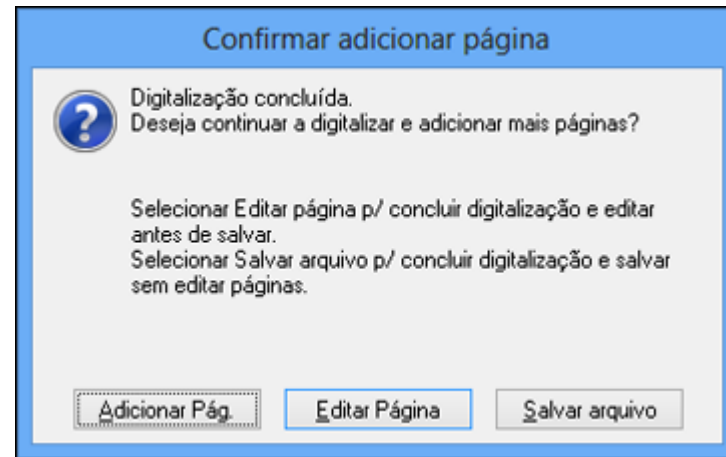 Confirmar adicionar página
Digitalização concluída.
Deseja continuar a digitalizar e adicionar mais páginas?
Selecionar Editar página p/ concluir digitalização e editar
antes de salvar.
Selecionar Salvar arquivo p/ concluir digitalização e salvar
sem editar páginas.
Adicionar Pág.
Editar Página
Salvar arquivo